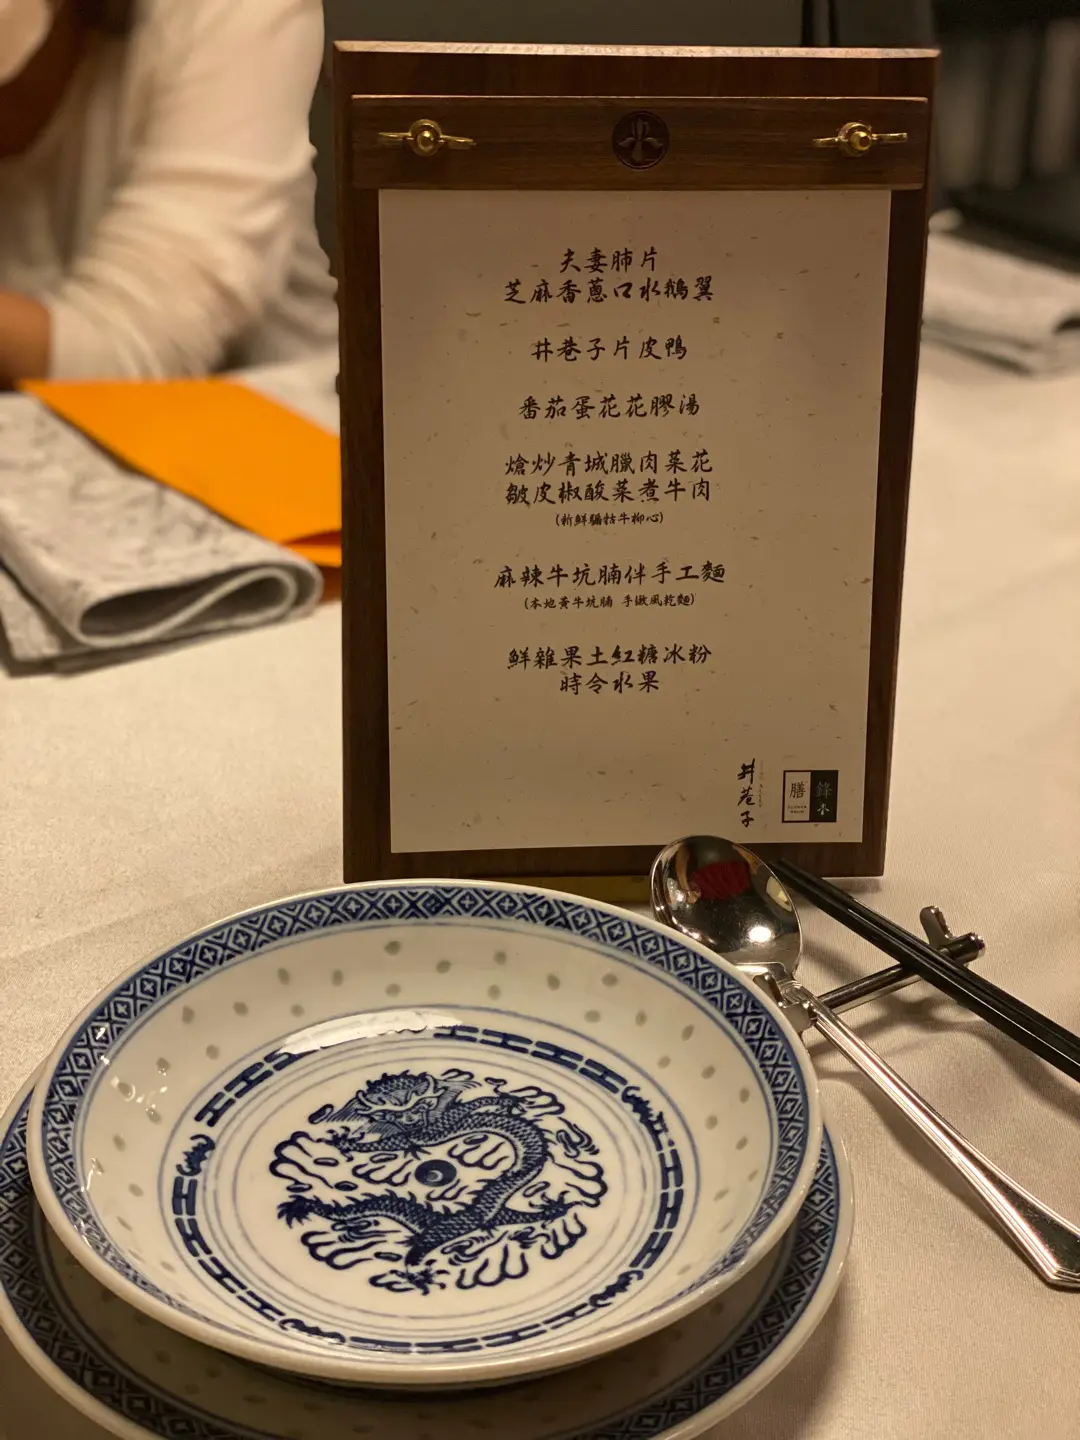 夫妻肺片
芝麻香蔥口水鵝翼
井巷子片皮鴨
番茄蛋花花膠湯
熗炒青城臘肉菜花
皺皮椒酸菜煮牛肉
(新鮮騸牯牛柳心)
麻辣牛坑腩伴手工麵
(本地黃牛坑腩 手做風乾麵)
鮮雜果土紅糖冰粉
時令水果
井巷子
膳
鋒